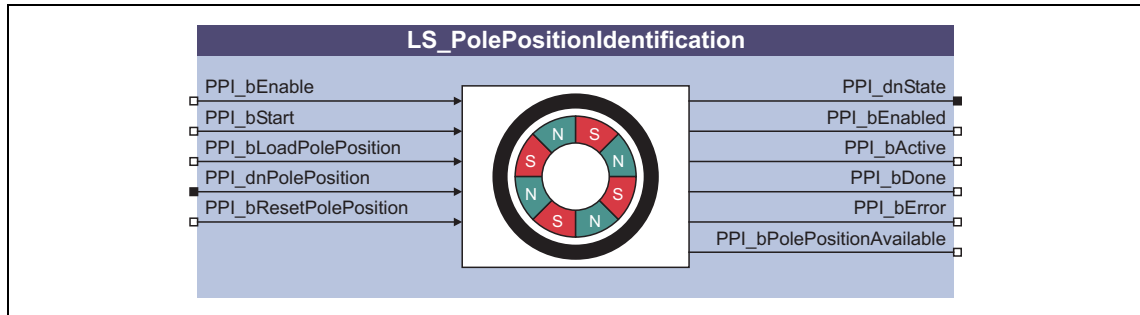 LS_PolePositionIdentification
PPI_bEnable
PPI_bStart
PPI_bLoadPolePosition
PPI_dnPolePosition
PPI_bResetPolePosition
N S
S N
N S
S N
PPI_dnState
PPI_bEnabled
PPI_bActive
PPI_bDone
PPI_bError
PPI_bPolePositionAvailable